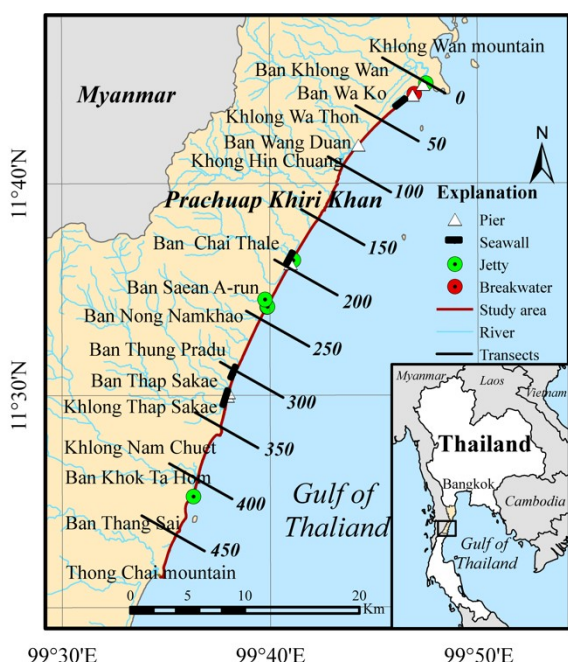 Khlong Wan mountain
Ban Khlong Wan
Myanmar
Ban Wa Ko
0
Khlong Wa Thon
50
N
Ban Wang Duan
Khong Hin Chuang
11°40'N
100
Explanation
Prachuap Khiri Khan
Pier
150
Seawall
Ban Chai Thale
Jetty
200
Breakwater
Ban Saean A-run
Study area
Ban Nong Namkhao
River
250
Transects
Ban Thung Pradu
Myanmar
Laos
Vietnam
Ban Thap Sakae
300
11°30'N
Khlong Thap Sakae
Thailand
350
Khlong Nam Chuet
Bangkok
Ban Khok Ta Hom
400
Cambodia
Gulf of
Thaliand
Ban Thang Sai
450
Gulf of
Thailand
Thong Chai mountain
0 5 10 20
Km
99°30'E 99°40'E 99°50'E